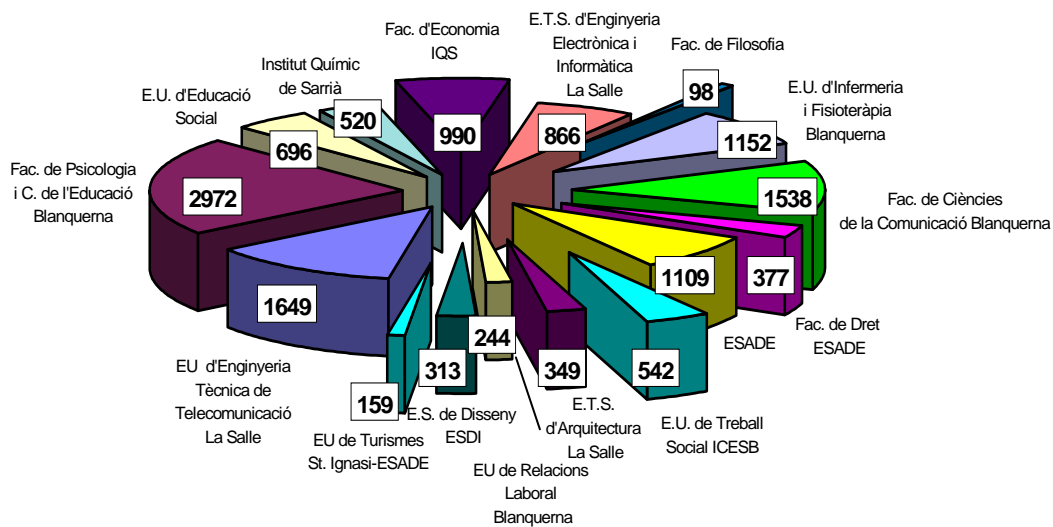 Fac. d'Economia
IQS
990
E.T.S. d'Enginyeria
Electrònica i
Informàtica
La Salle
866
Fac. de Filosofia
98
E.U. d'Infermeria
i Fisioteràpia
Blanquerna
1152
Fac. de Ciències
de la Comunicació Blanquerna
1538
Fac. de Dret
ESADE
377
ESADE
1109
E.U. de Treball
Social ICESB
542
E.T.S.
d'Arquitectura
La Salle
349
EU de Relacions
Laboral
Blanquerna
244
E.S. de Disseny
ESDI
313
EU de Turismes
St. Ignasi-ESADE
159
EU d'Enginyeria
Tècnica de
Telecomunicació
La Salle
1649
Fac. de Psicologia
i C. de l'Educació
Blanquerna
2972
E.U. d'Educació
Social
696
Institut Químic
de Sarrià
520